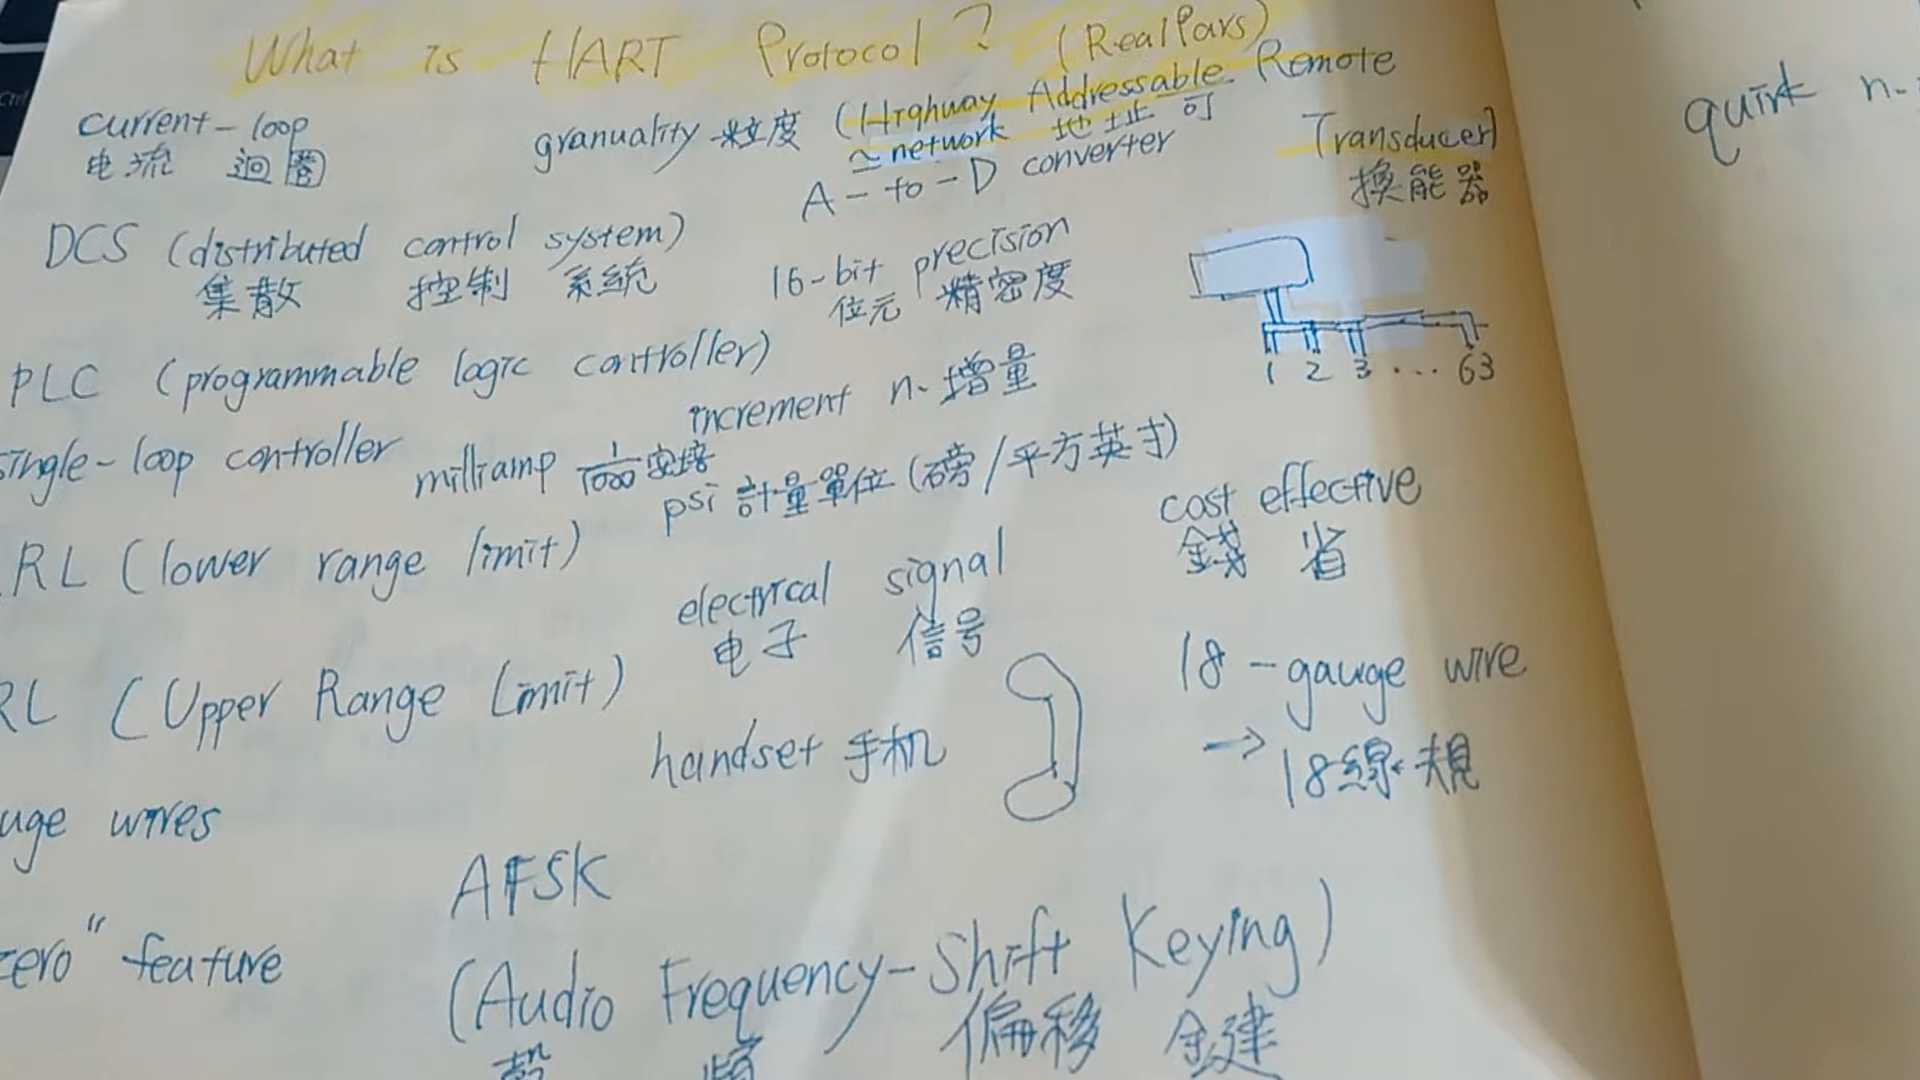 What is HART Protocol? (RealPars)
current-loop
电流 迴圈
granuality 粒度
(Highway Addressable Remote
≃network 地址可
Transducer)
換能器
A-to-D converter
DCS (distributed control system)
集散 控制 系統
16-bit precision
位元 精密度
1 2 3 ... 63
PLC (programmable logic controller)
increment n. 增量
single-loop controller
milliamp 1/1000 安培
psi 計量單位 (磅/平方英寸)
cost effective
錢 省
RL (lower range limit)
electrical signal
电子 信号
18-gauge wire
→ 18線規
RL (Upper Range Limit)
handset 手机
uge wires
AFSK
zero" feature
(Audio Frequency-Shift Keying)
偏移 鍵
quirk n.